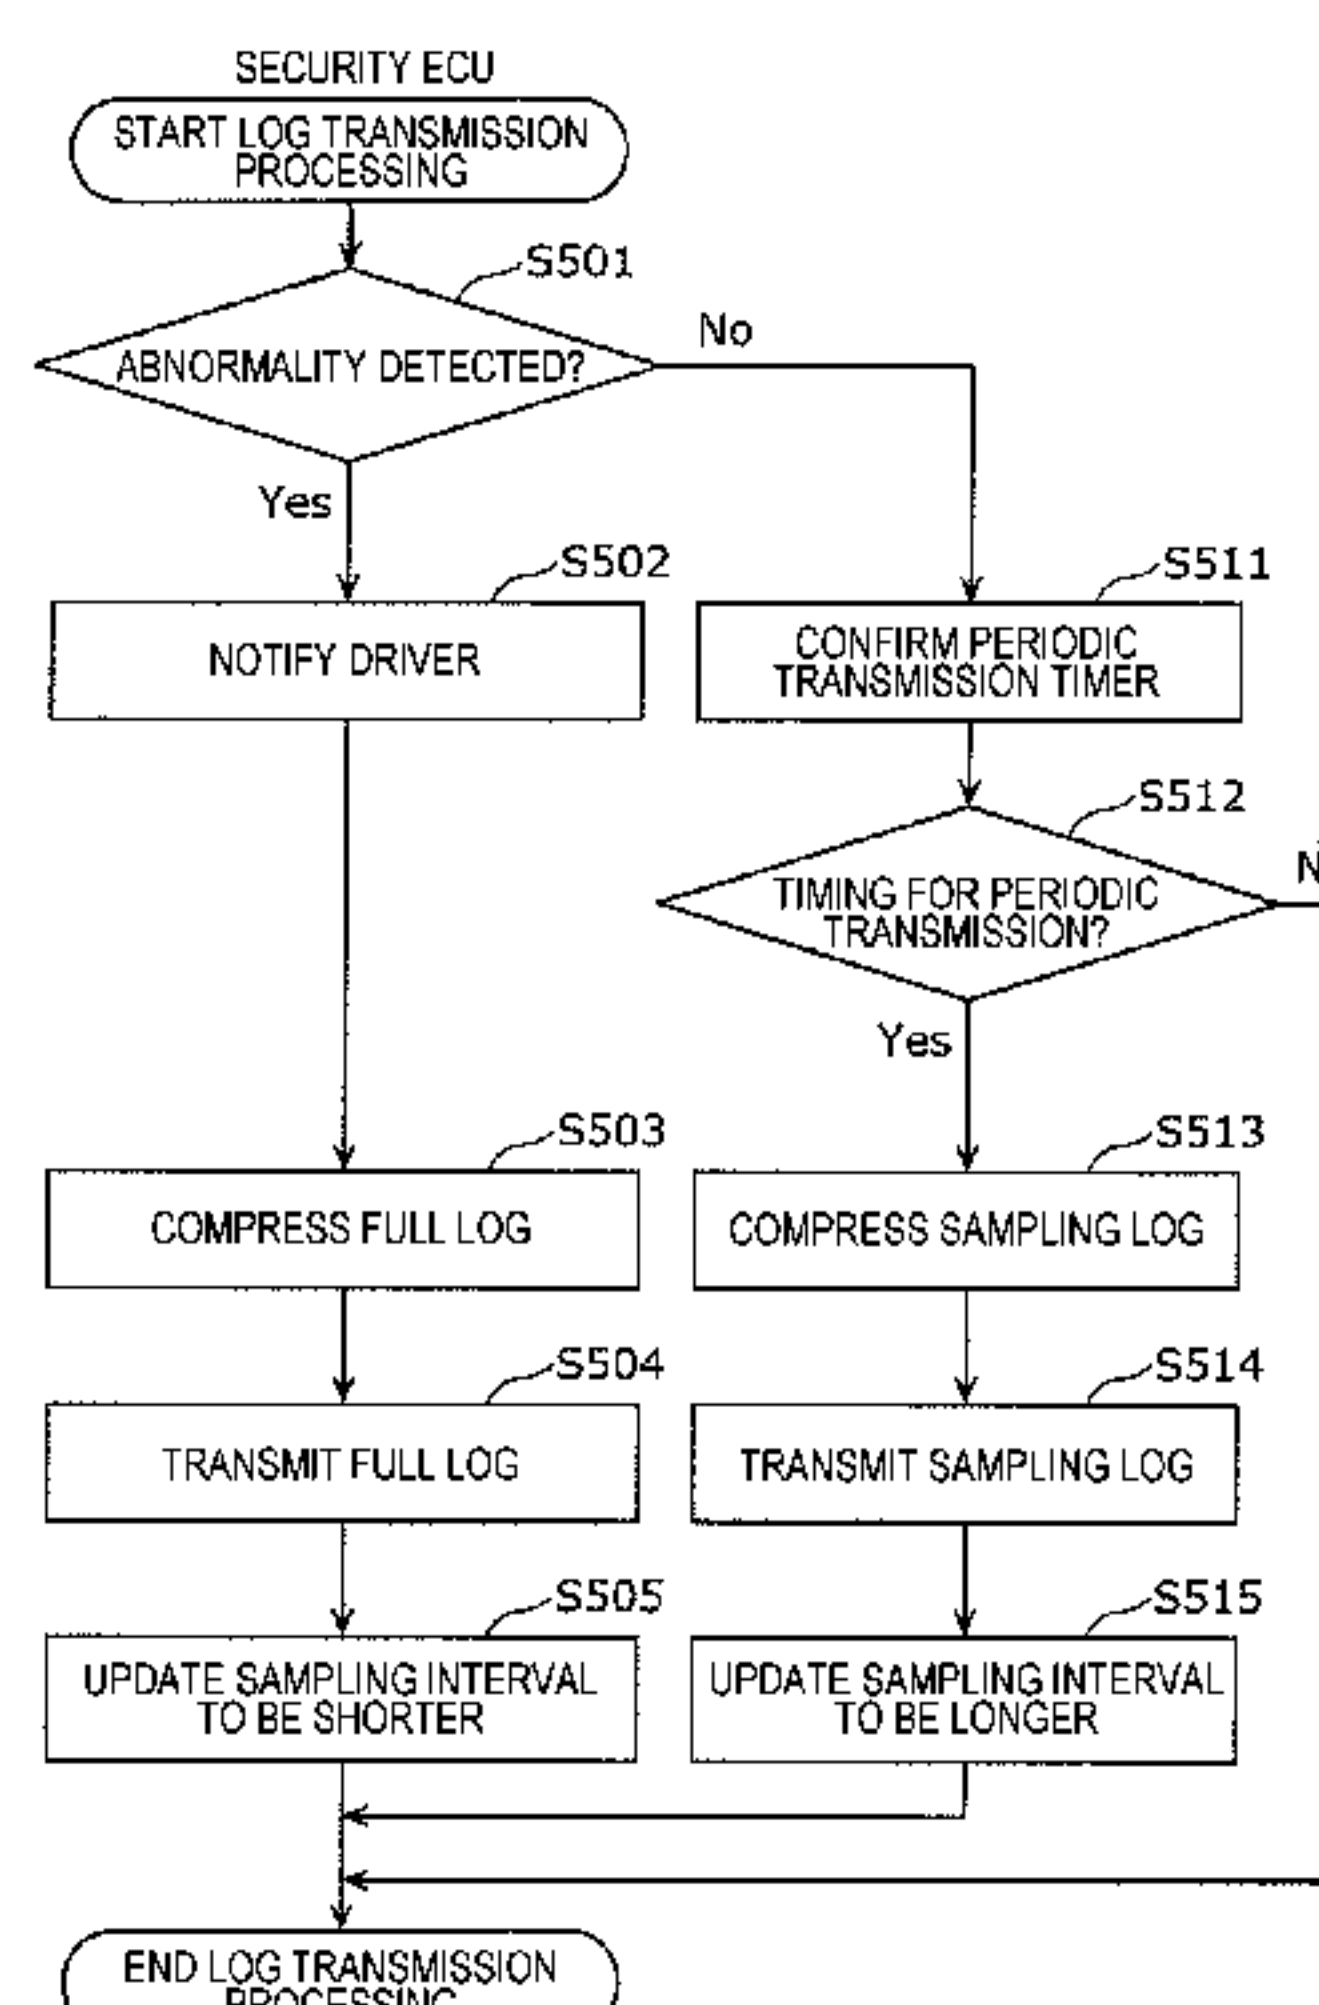 SECURITY ECU
START LOG TRANSMISSION
PROCESSING
S501
ABNORMALITY DETECTED?
No
Yes
S502
NOTIFY DRIVER
S511
CONFIRM PERIODIC
TRANSMISSION TIMER
S512
TIMING FOR PERIODIC
TRANSMISSION?
N
Yes
S503
COMPRESS FULL LOG
S513
COMPRESS SAMPLING LOG
S504
TRANSMIT FULL LOG
S514
TRANSMIT SAMPLING LOG
S505
UPDATE SAMPLING INTERVAL
TO BE SHORTER
S515
UPDATE SAMPLING INTERVAL
TO BE LONGER
END LOG TRANSMISSION
PROCESSING